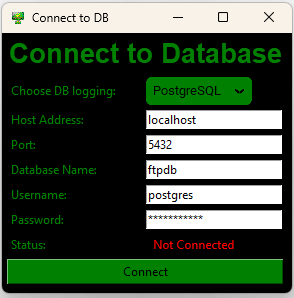 Connect to DB
Connect to Database
Choose DB logging: PostgreSQL
Host Address: localhost
Port: 5432
Database Name: ftpdb
Username: postgres
Password: ***********
Status: Not Connected
Connect